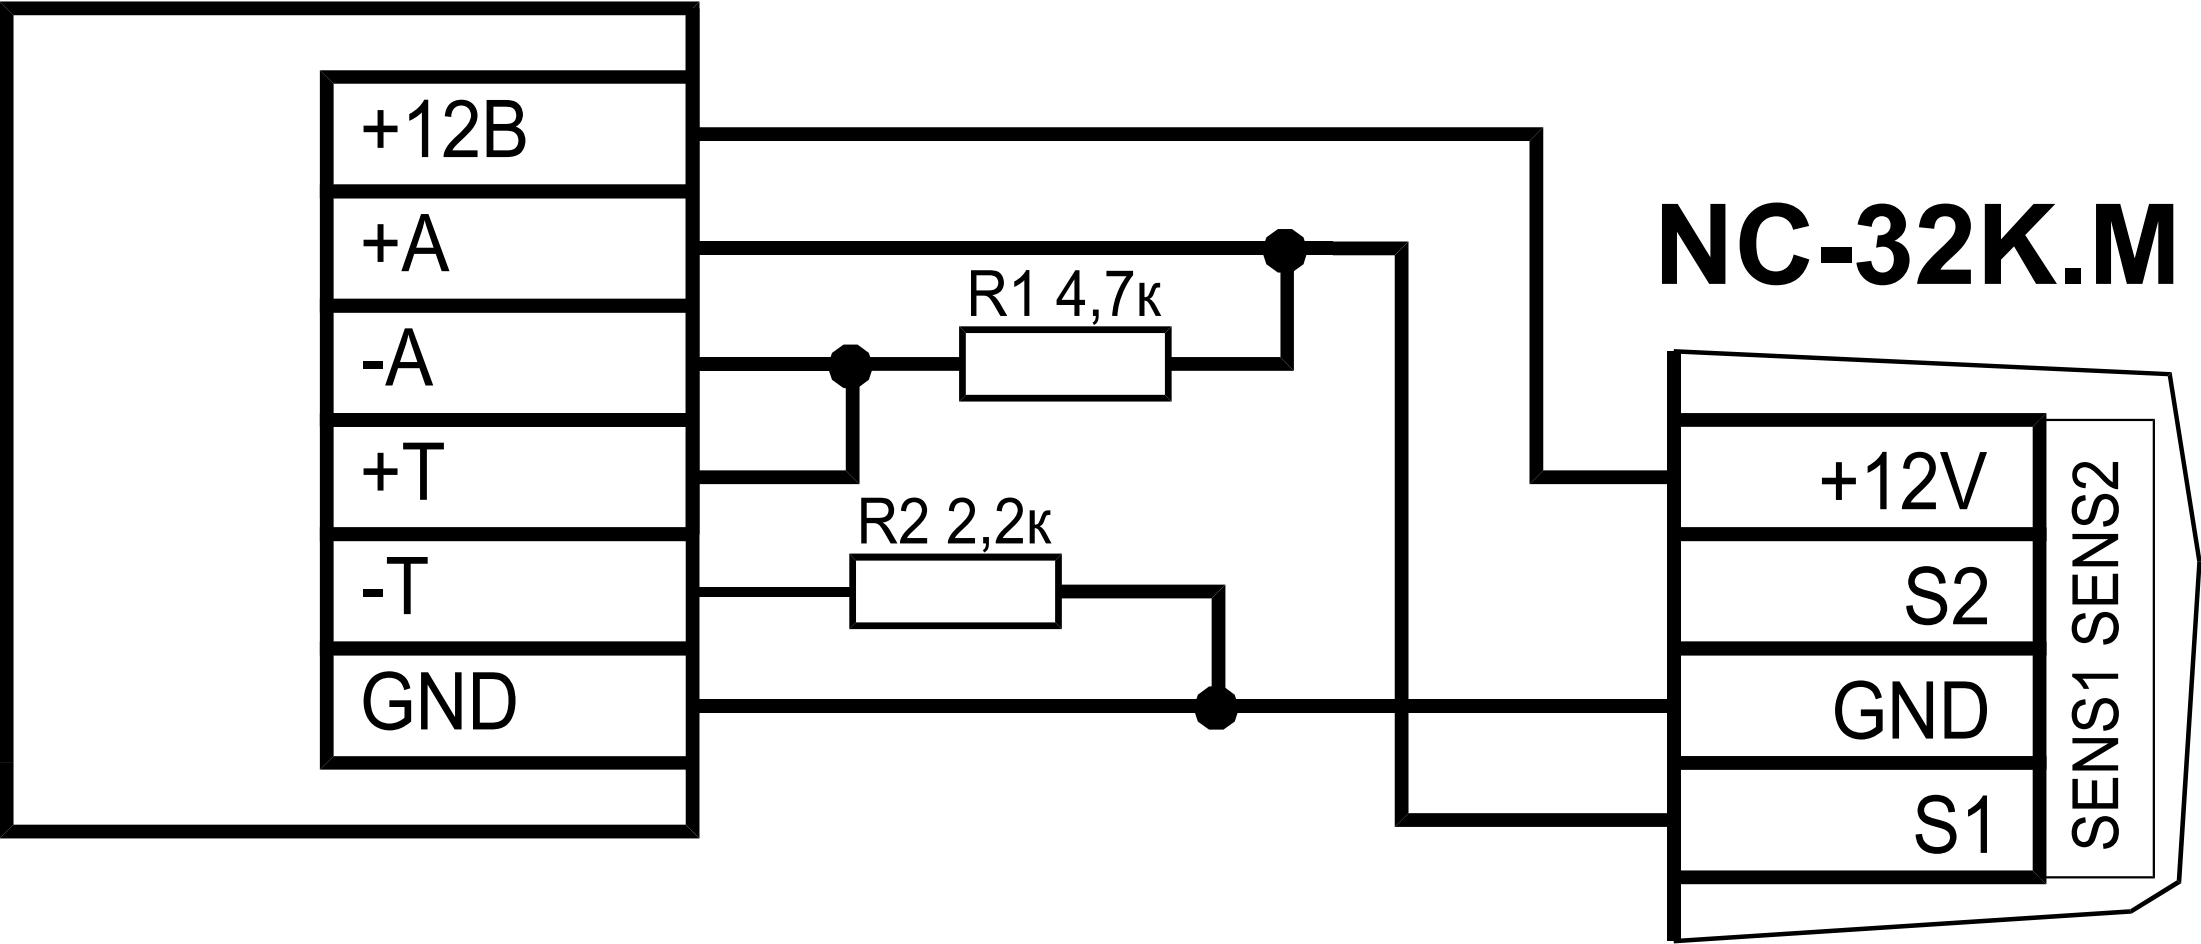 +12В
+А
-А
+Т
-Т
GND
R1 4,7к
R2 2,2к
NC-32K.M
+12V
S2
GND
S1
SENS1 SENS2